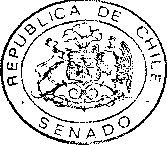 REPUBLICA DE CHILE
SENADO